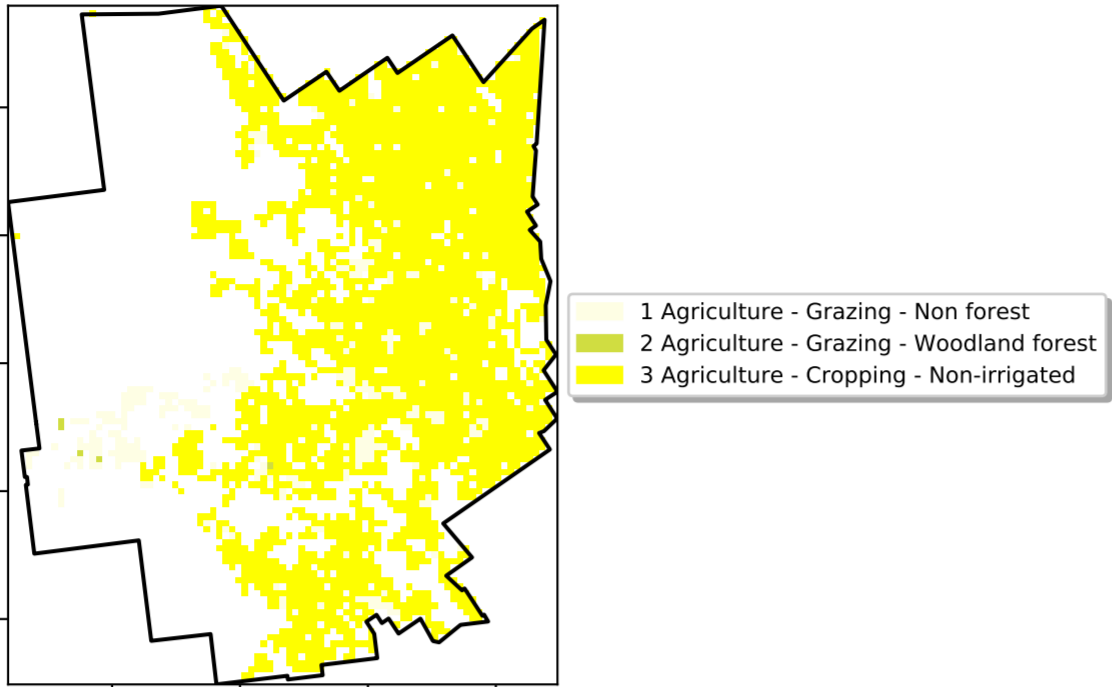 1 Agriculture - Grazing - Non forest
2 Agriculture - Grazing - Woodland forest
3 Agriculture - Cropping - Non-irrigated